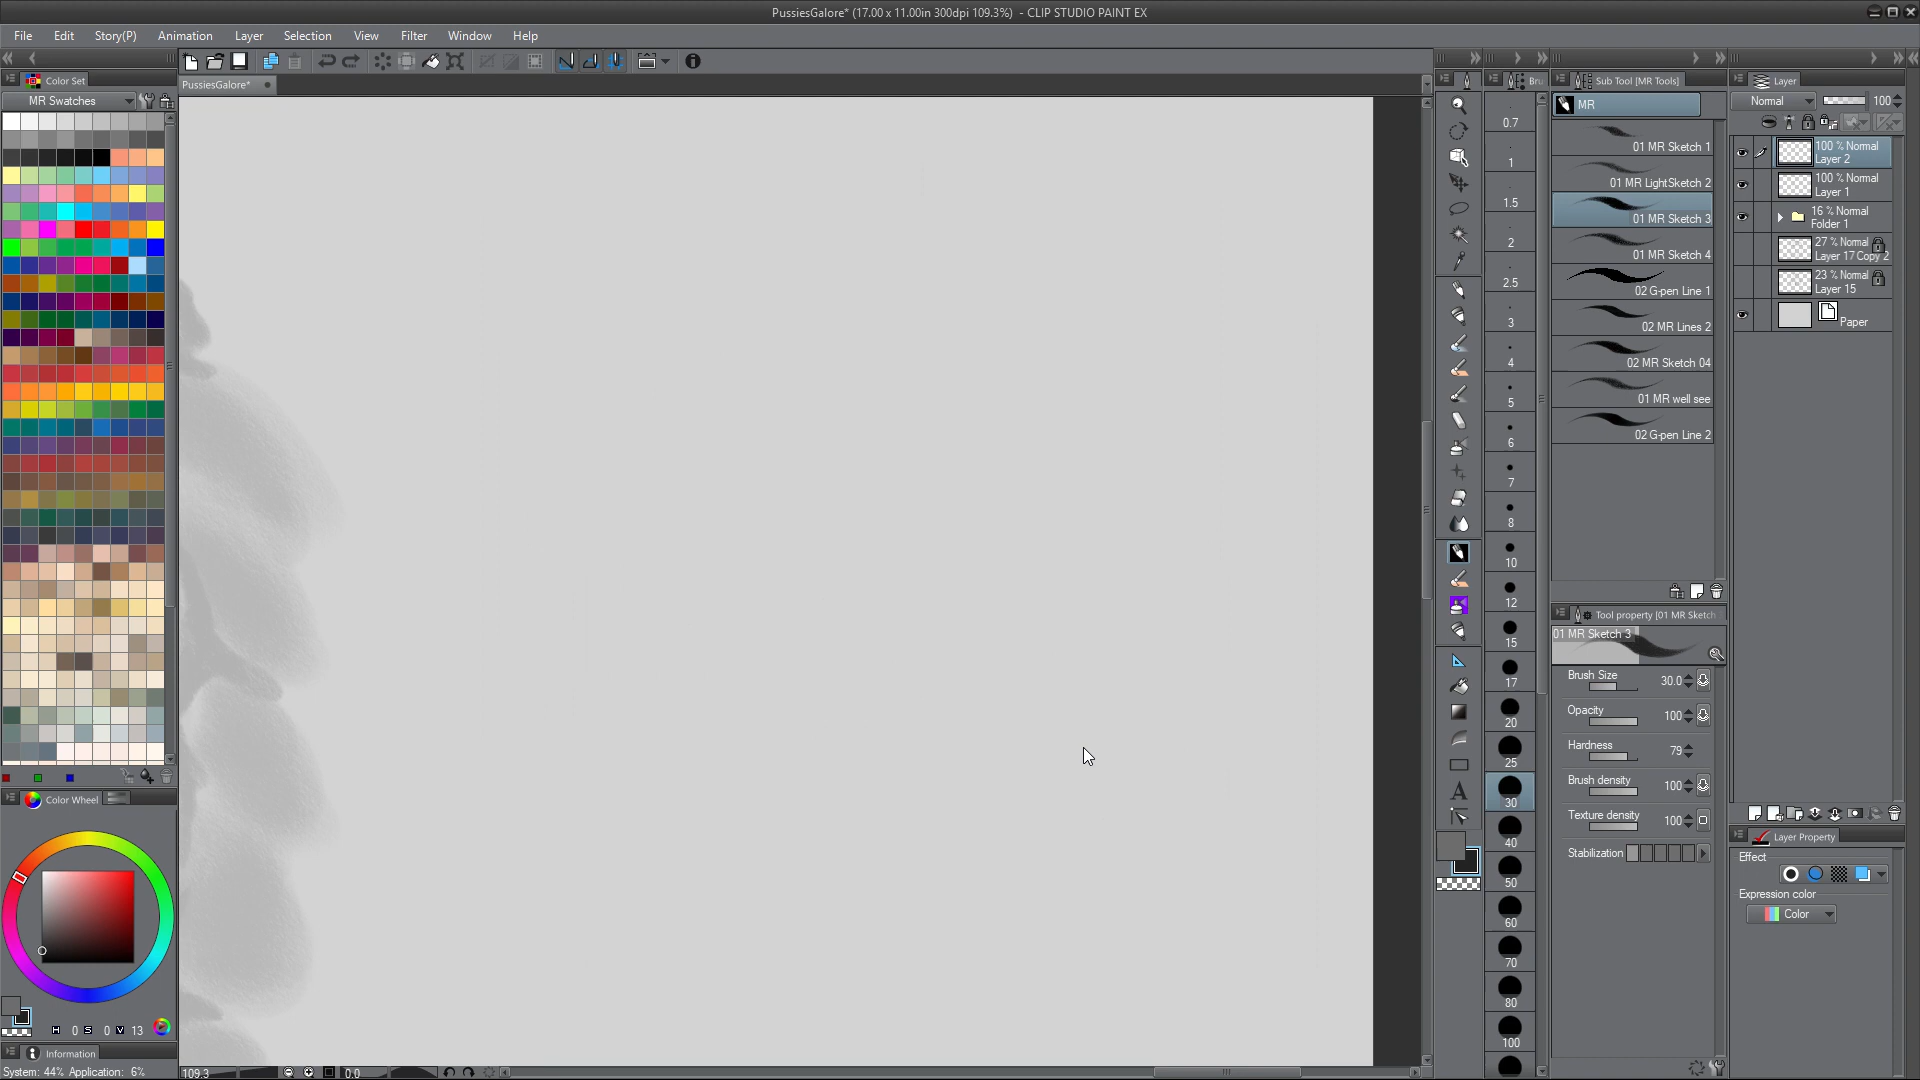 PussiesGalore* (17.00 x 11.00in 300dpi 109.3%) - CLIP STUDIO PAINT EX
File Edit Story(P) Animation Layer Selection View Filter Window Help
Color Set
MR Swatches
PussiesGalore*
Color Wheel
H 0 S 0 V 13
Information
System: 44% Application: 6%
109.3
0.0
0.7
1
1.5
2
2.5
3
4
5
6
7
8
10
12
15
17
20
25
30
40
50
60
70
80
100
Bru
Sub Tool [MR Tools]
MR
01 MR Sketch 1
01 MR LightSketch 2
01 MR Sketch 3
01 MR Sketch 4
02 G-pen Line 1
02 MR Lines 2
02 MR Sketch 04
01 MR well see
02 G-pen Line 2
Tool property [01 MR Sketch
01 MR Sketch 3
Brush Size 30.0
Opacity 100
Hardness 79
Brush density 100
Texture density 100
Stabilization
Layer
Normal 100
100 % Normal
Layer 2
100 % Normal
Layer 1
16 % Normal
Folder 1
27 % Normal
Layer 17 Copy 2
23 % Normal
Layer 15
Paper
Layer Property
Effect
Expression color
Color